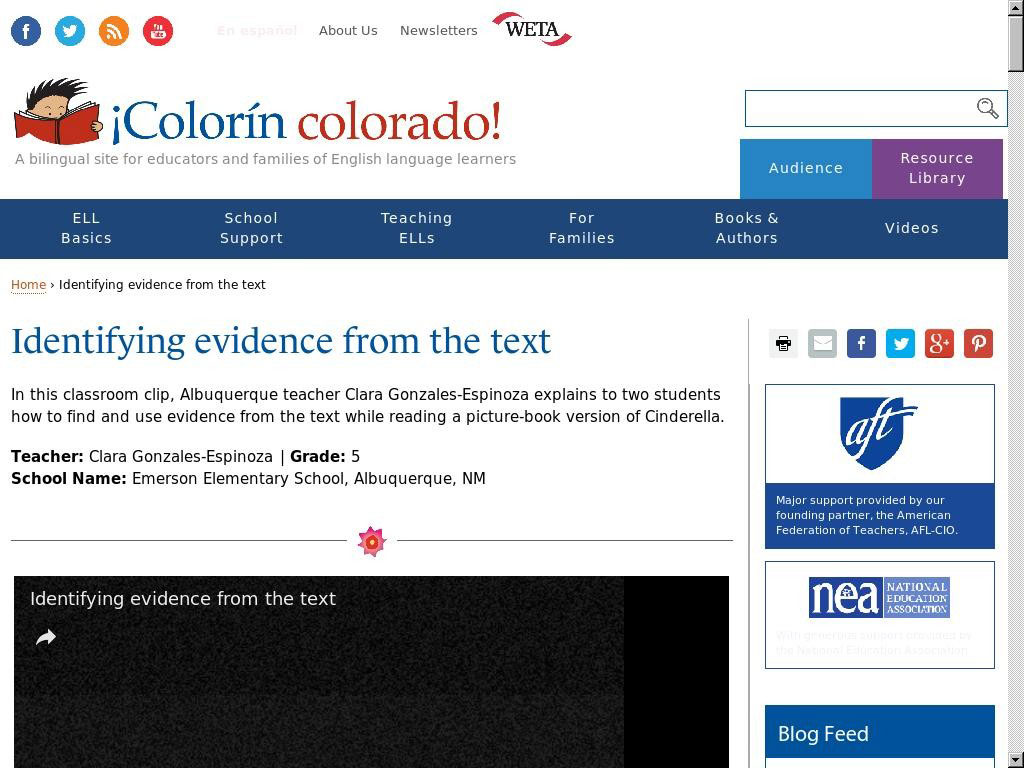 En español
About Us
Newsletters
WETA
¡Colorín colorado!
A bilingual site for educators and families of English language learners
Audience
Resource
Library
ELL
Basics
School
Support
Teaching
ELLs
For
Families
Books &
Authors
Videos
Home › Identifying evidence from the text
Identifying evidence from the text
In this classroom clip, Albuquerque teacher Clara Gonzales-Espinoza explains to two students
how to find and use evidence from the text while reading a picture-book version of Cinderella.
Teacher: Clara Gonzales-Espinoza | Grade: 5
School Name: Emerson Elementary School, Albuquerque, NM
Identifying evidence from the text
aft
Major support provided by our
founding partner, the American
Federation of Teachers, AFL-CIO.
nea NATIONAL
EDUCATION
ASSOCIATION
With generous support provided by
the National Education Association.
Blog Feed